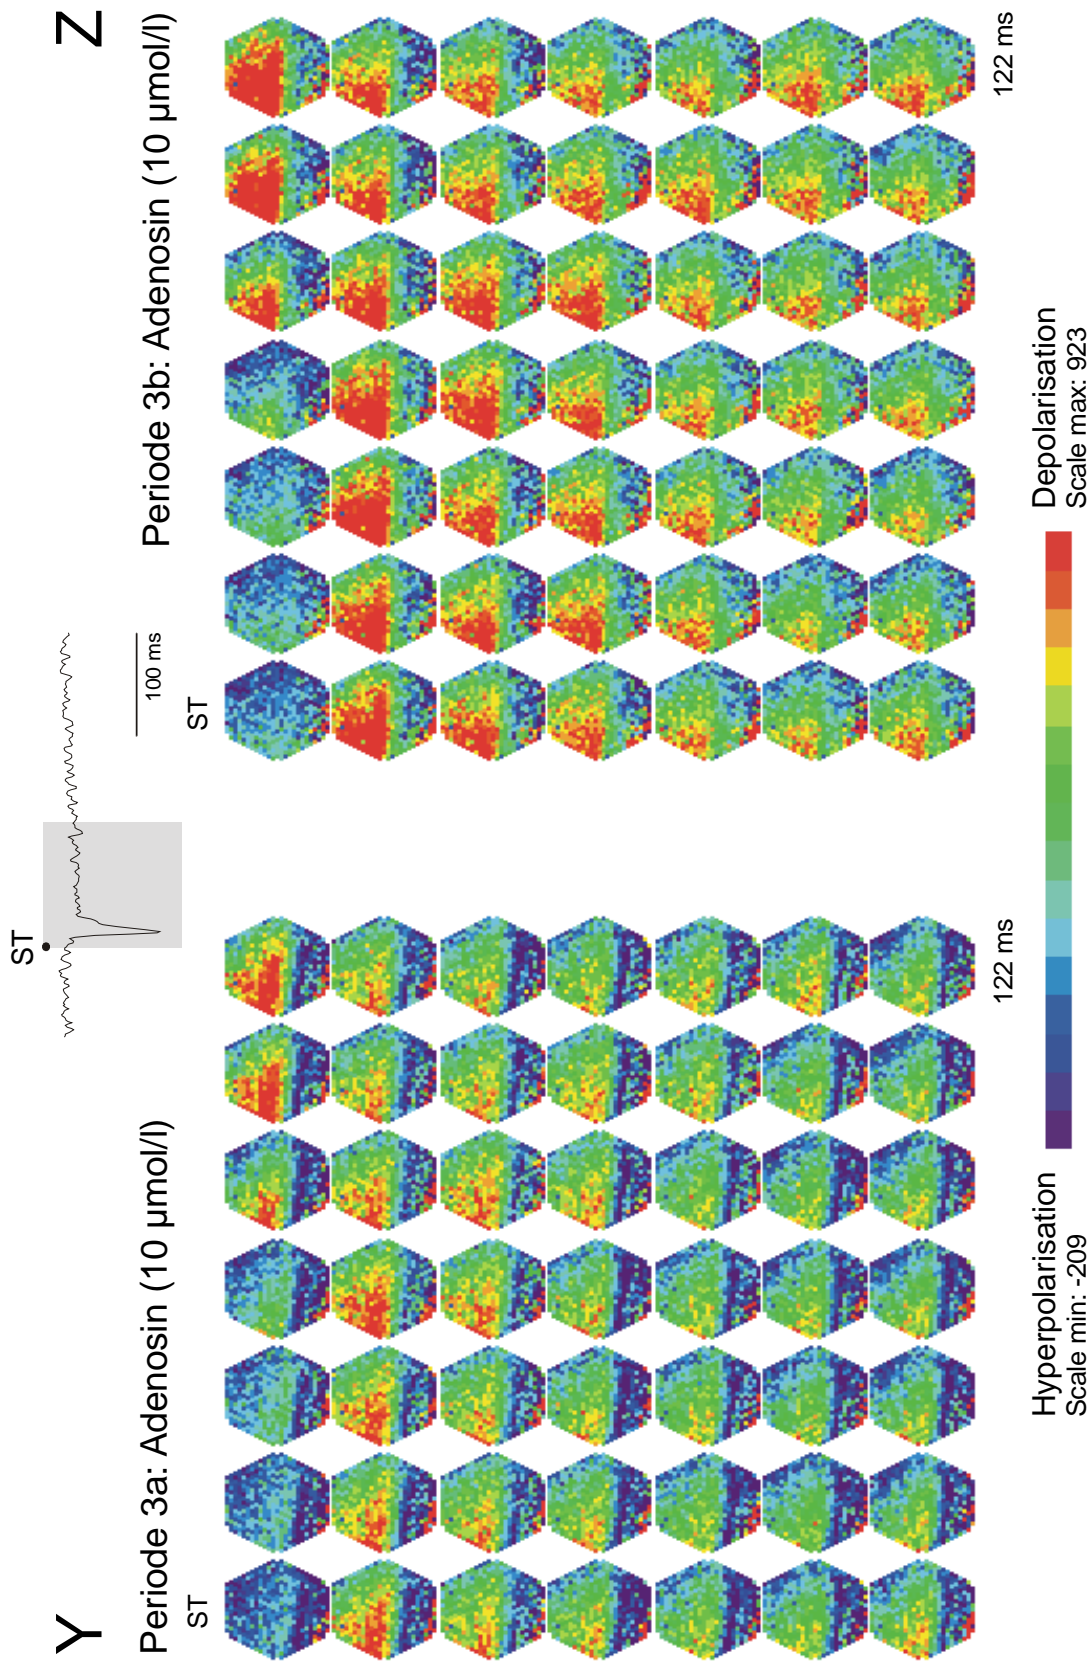 Y
Z
Periode 3a: Adenosin (10 µmol/l)
Periode 3b: Adenosin (10 µmol/l)
ST
100 ms
ST
ST
122 ms
122 ms
Hyperpolarisation
Scale min: -209
Depolarisation
Scale max: 923